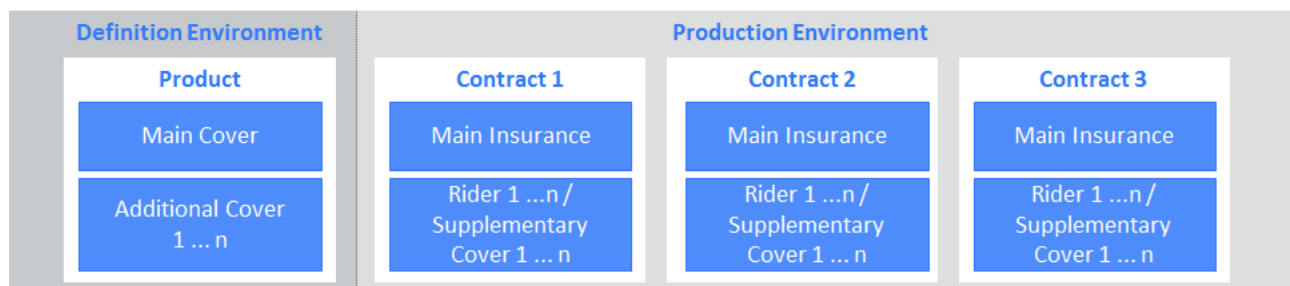 Definition Environment
Production Environment
Product
Contract 1
Contract 2
Contract 3
Main Cover
Main Insurance
Main Insurance
Main Insurance
Additional Cover
1 ... n
Rider 1 ...n /
Supplementary
Cover 1 ... n
Rider 1 ...n /
Supplementary
Cover 1 ... n
Rider 1 ...n /
Supplementary
Cover 1 ... n